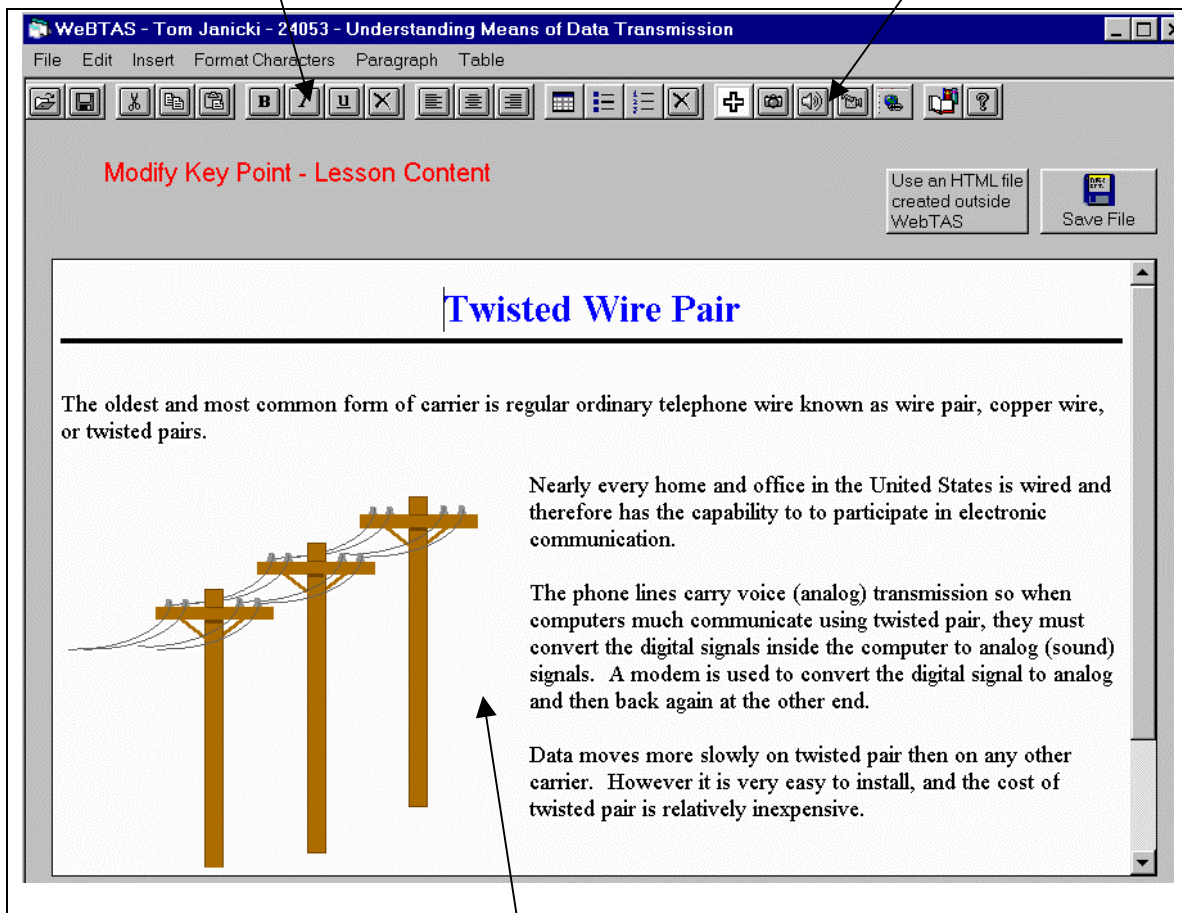 WeBTAS - Tom Janicki - 24053 - Understanding Means of Data Transmission
File Edit Insert Format Characters Paragraph Table
B I U
Modify Key Point - Lesson Content
Use an HTML file
created outside
WebTAS
Save File
Twisted Wire Pair
The oldest and most common form of carrier is regular ordinary telephone wire known as wire pair, copper wire,
or twisted pairs.
Nearly every home and office in the United States is wired and
therefore has the capability to to participate in electronic
communication.
The phone lines carry voice (analog) transmission so when
computers much communicate using twisted pair, they must
convert the digital signals inside the computer to analog (sound)
signals. A modem is used to convert the digital signal to analog
and then back again at the other end.
Data moves more slowly on twisted pair then on any other
carrier. However it is very easy to install, and the cost of
twisted pair is relatively inexpensive.